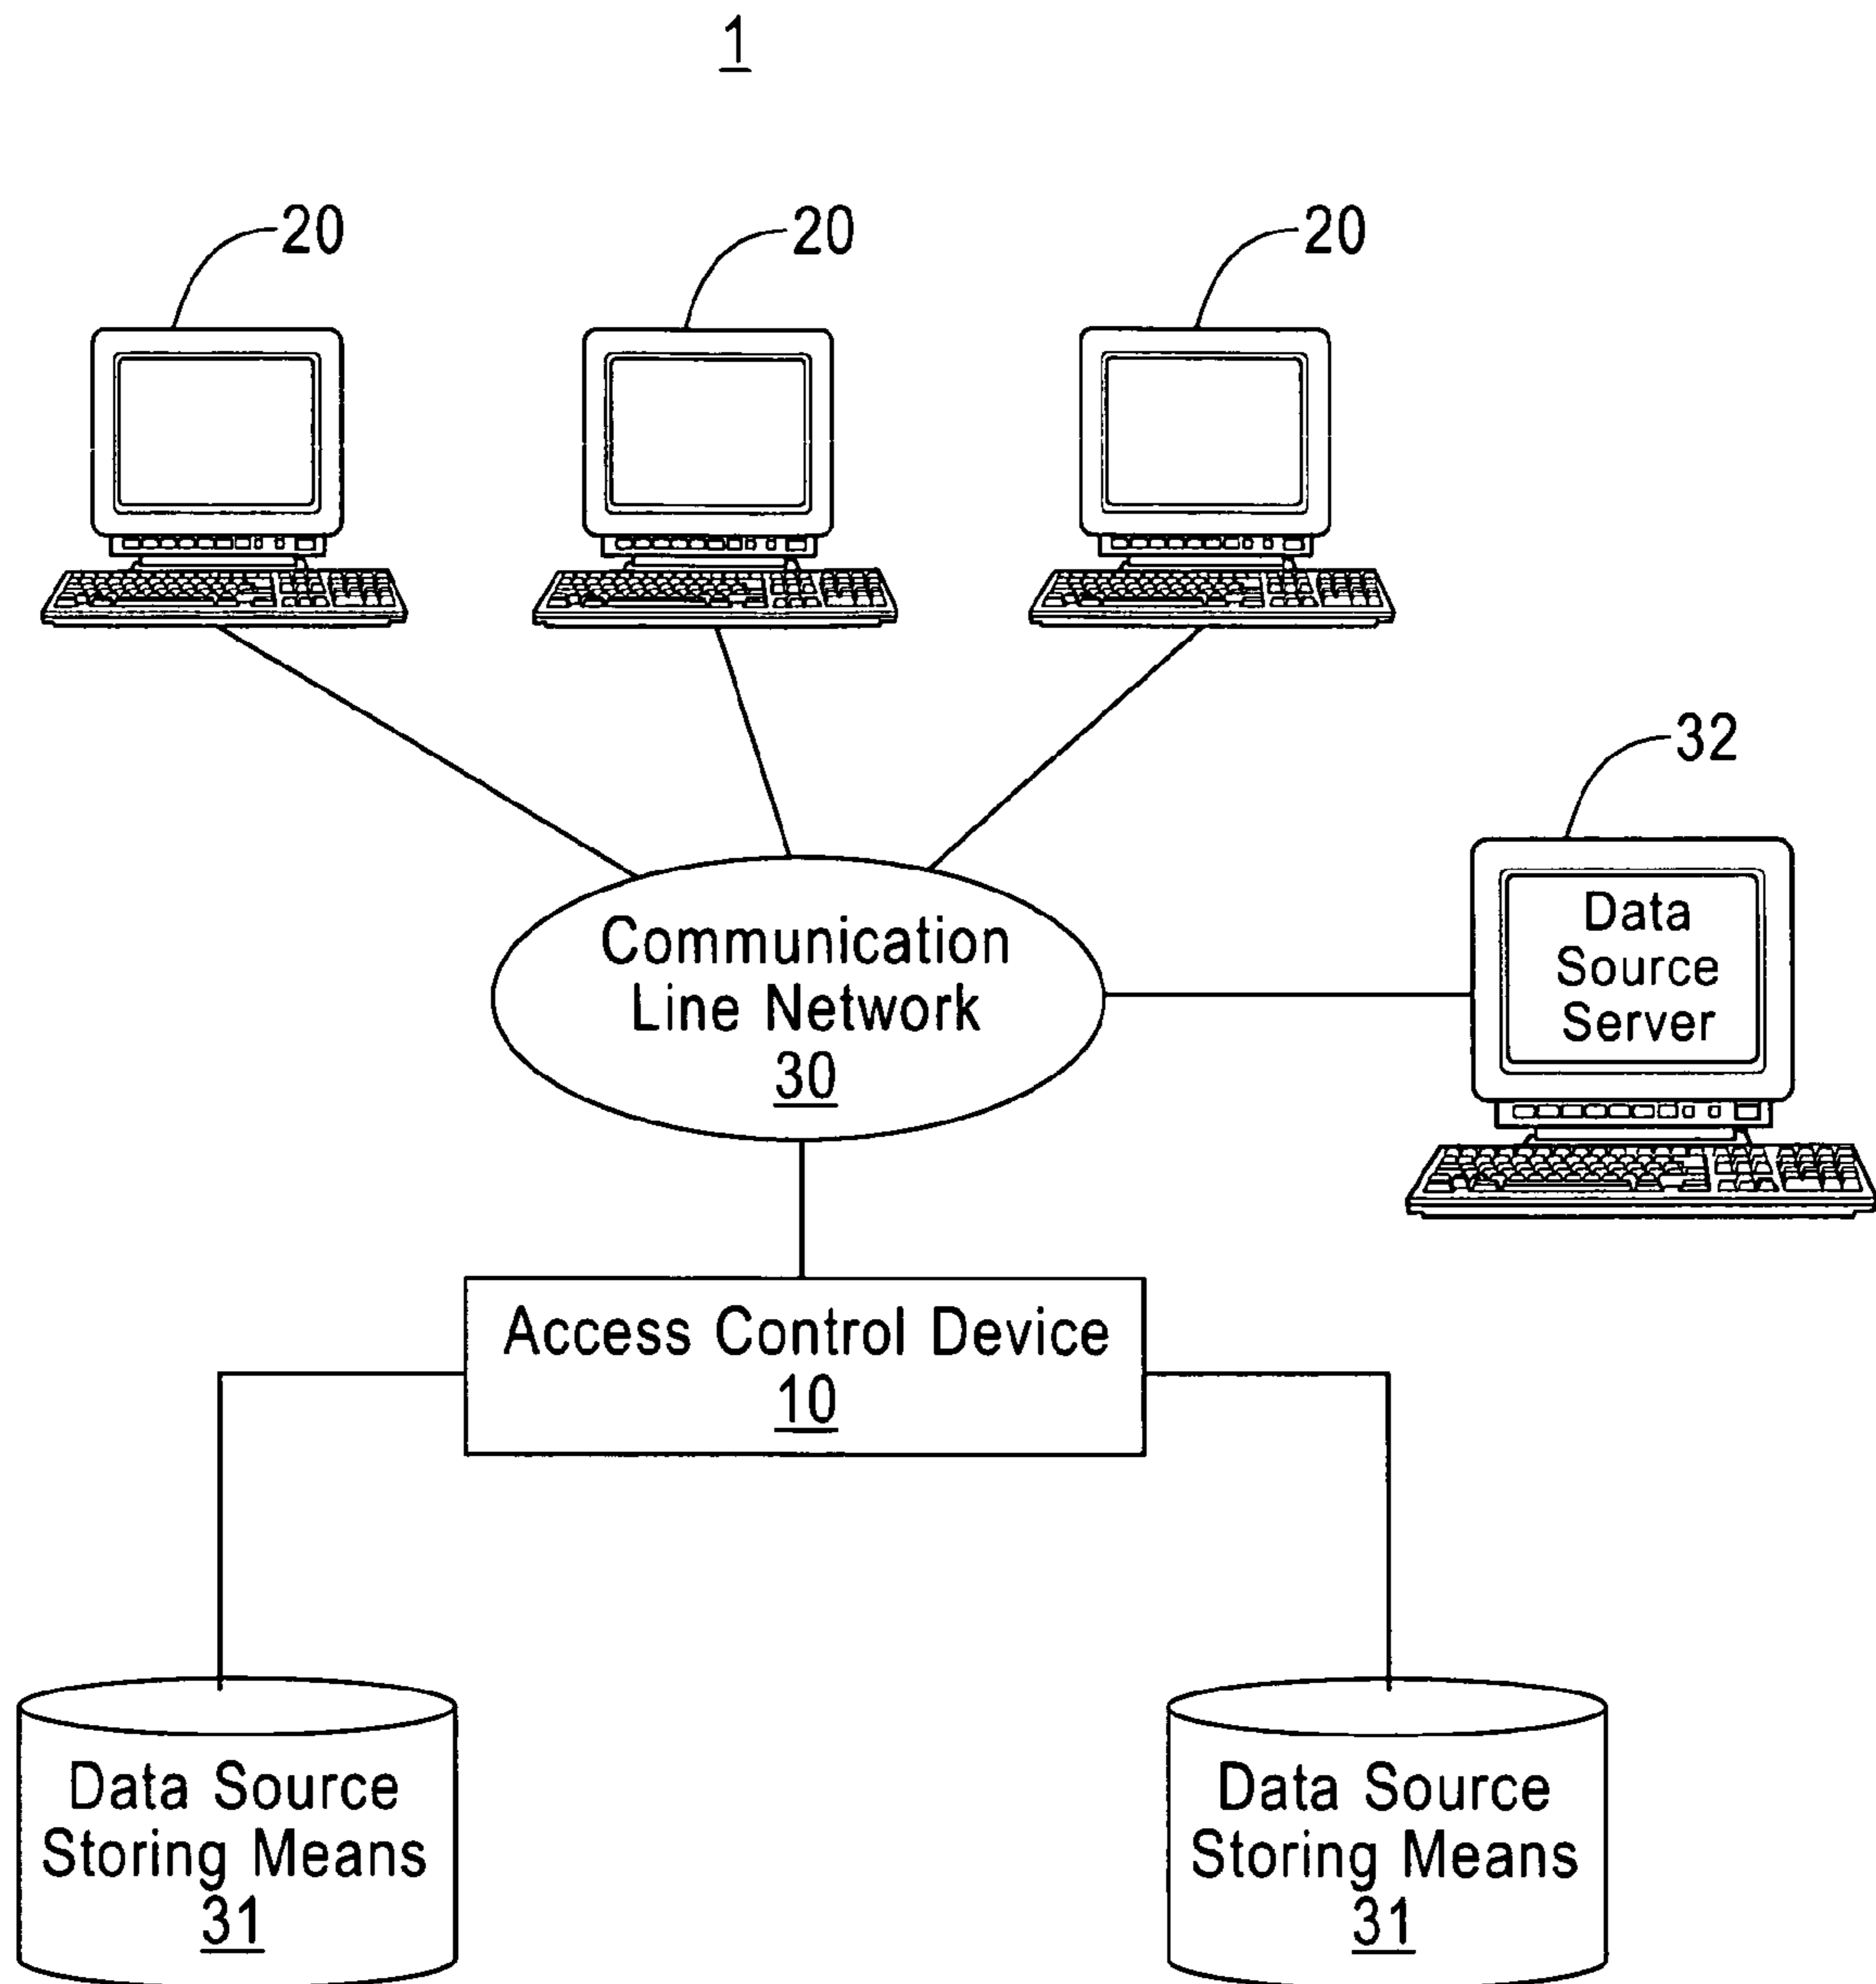 1
20
20
20
32
Data
Source
Server
Communication
Line Network
30
Access Control Device
10
Data Source
Storing Means
31
Data Source
Storing Means
31